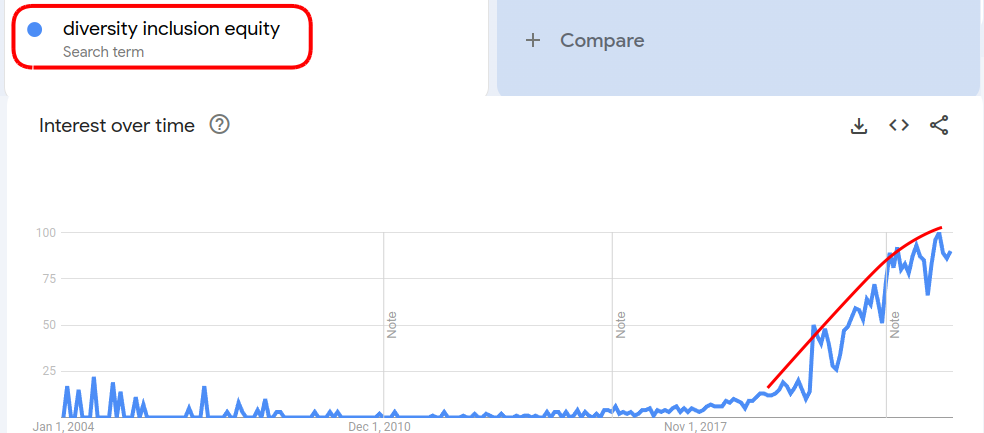 diversity inclusion equity
Search term
+ Compare
Interest over time ?
100
75
50
25
Note
Note
Note
Jan 1, 2004
Dec 1, 2010
Nov 1, 2017